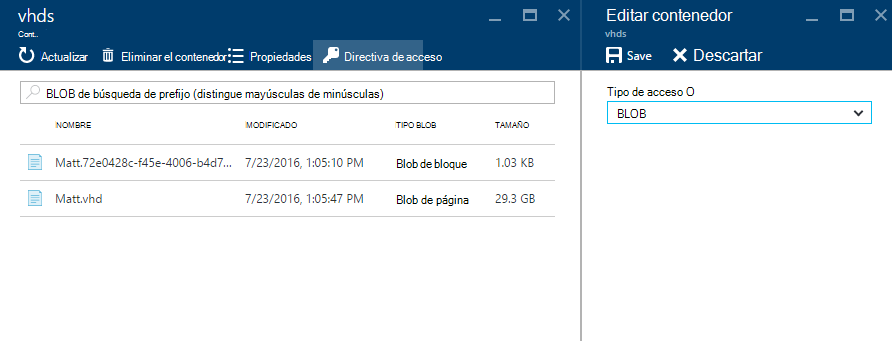 vhds
Cont..
Actualizar Eliminar el contenedor Propiedades Directiva de acceso
BLOB de búsqueda de prefijo (distingue mayúsculas de minúsculas)
NOMBRE MODIFICADO TIPO BLOB TAMAÑO
Matt.72e0428c-f45e-4006-b4d7... 7/23/2016, 1:05:10 PM Blob de bloque 1.03 KB
Matt.vhd 7/23/2016, 1:05:47 PM Blob de página 29.3 GB
Editar contenedor
vhds
Save Descartar
Tipo de acceso O
BLOB